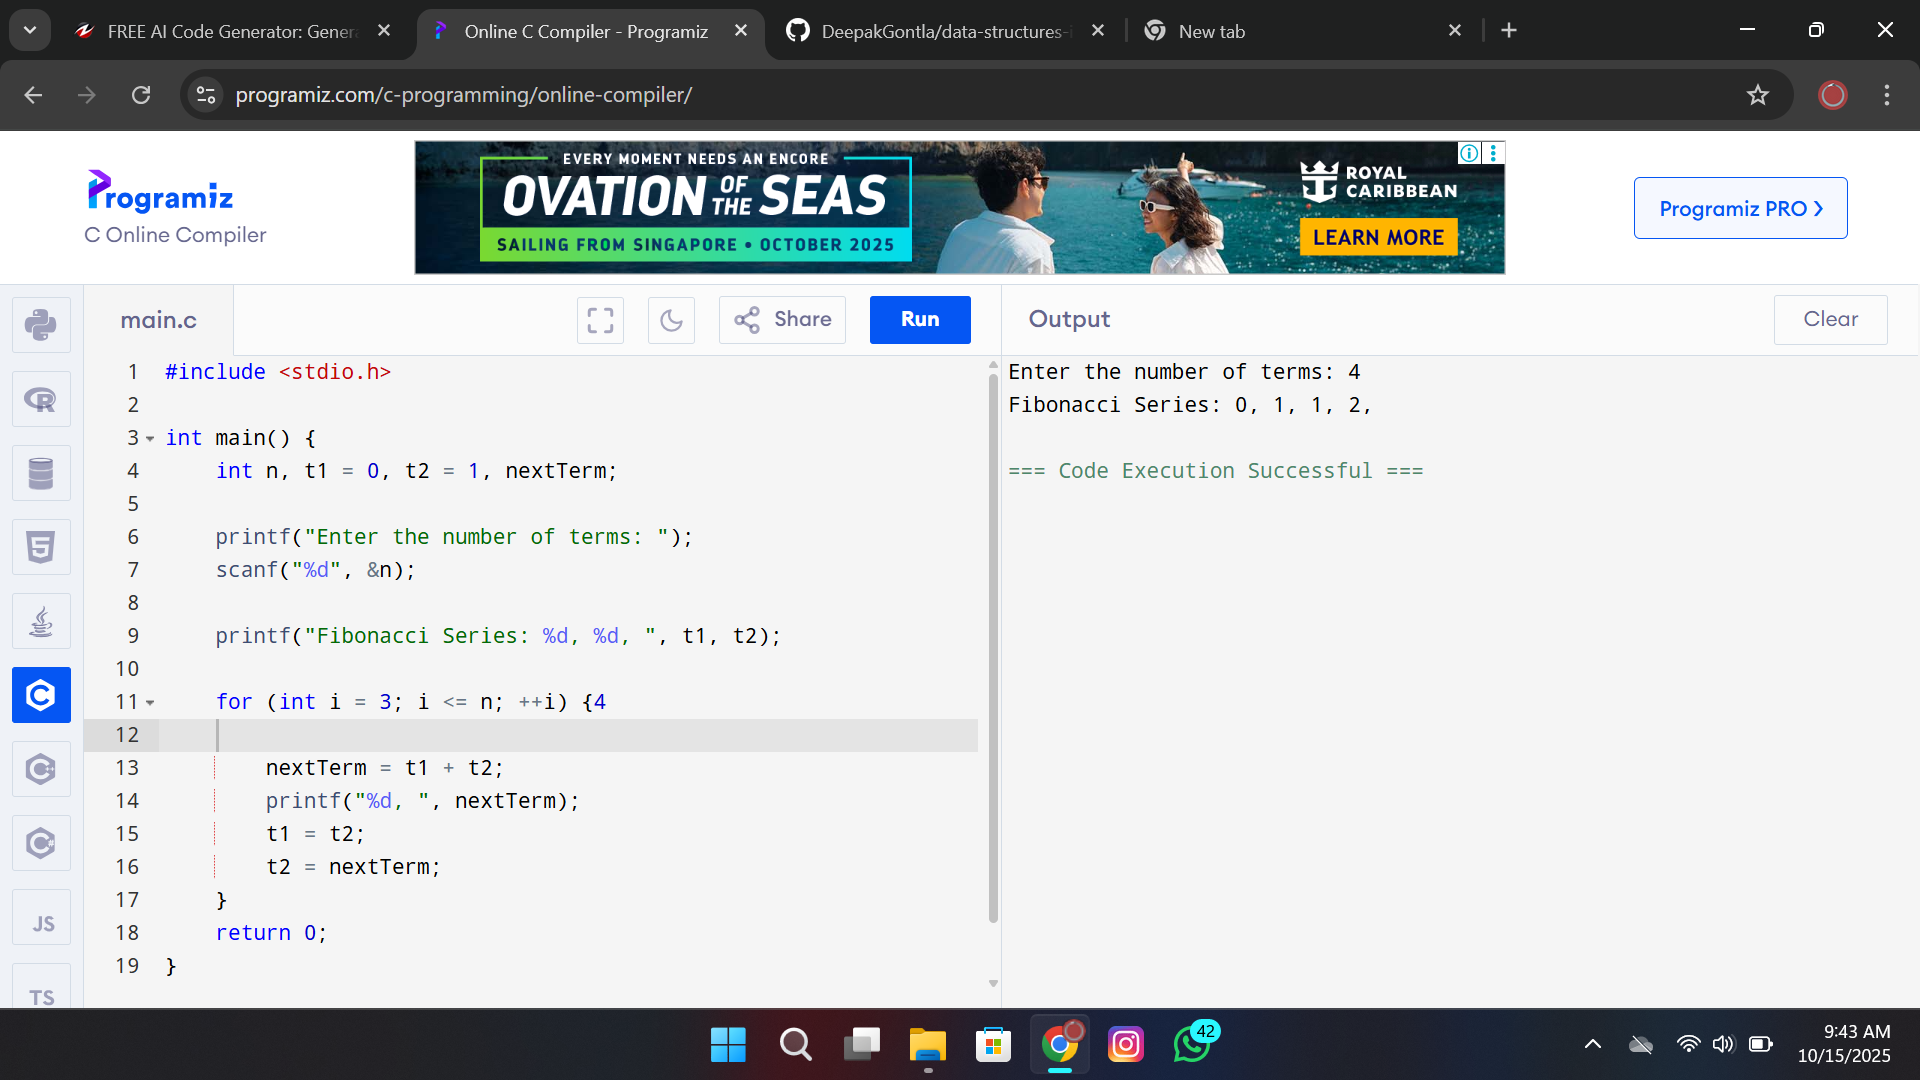 FREE AI Code Generator: Genera
Online C Compiler - Programiz
DeepakGontla/data-structures-i
New tab
programiz.com/c-programming/online-compiler/
Programiz
C Online Compiler
EVERY MOMENT NEEDS AN ENCORE
OVATION OF THE SEAS
SAILING FROM SINGAPORE • OCTOBER 2025
ROYAL
CARIBBEAN
LEARN MORE
Programiz PRO ›
main.c
Share
Run
Output
Clear
1 #include <stdio.h>
2
3 int main() {
4     int n, t1 = 0, t2 = 1, nextTerm;
5
6     printf("Enter the number of terms: ");
7     scanf("%d", &n);
8
9     printf("Fibonacci Series: %d, %d, ", t1, t2);
10
11     for (int i = 3; i <= n; ++i) {4
12
13         nextTerm = t1 + t2;
14         printf("%d, ", nextTerm);
15         t1 = t2;
16         t2 = nextTerm;
17     }
18     return 0;
19 }
Enter the number of terms: 4
Fibonacci Series: 0, 1, 1, 2,
=== Code Execution Successful ===
R
5
C
C
C#
JS
TS
42
9:43 AM
10/15/2025